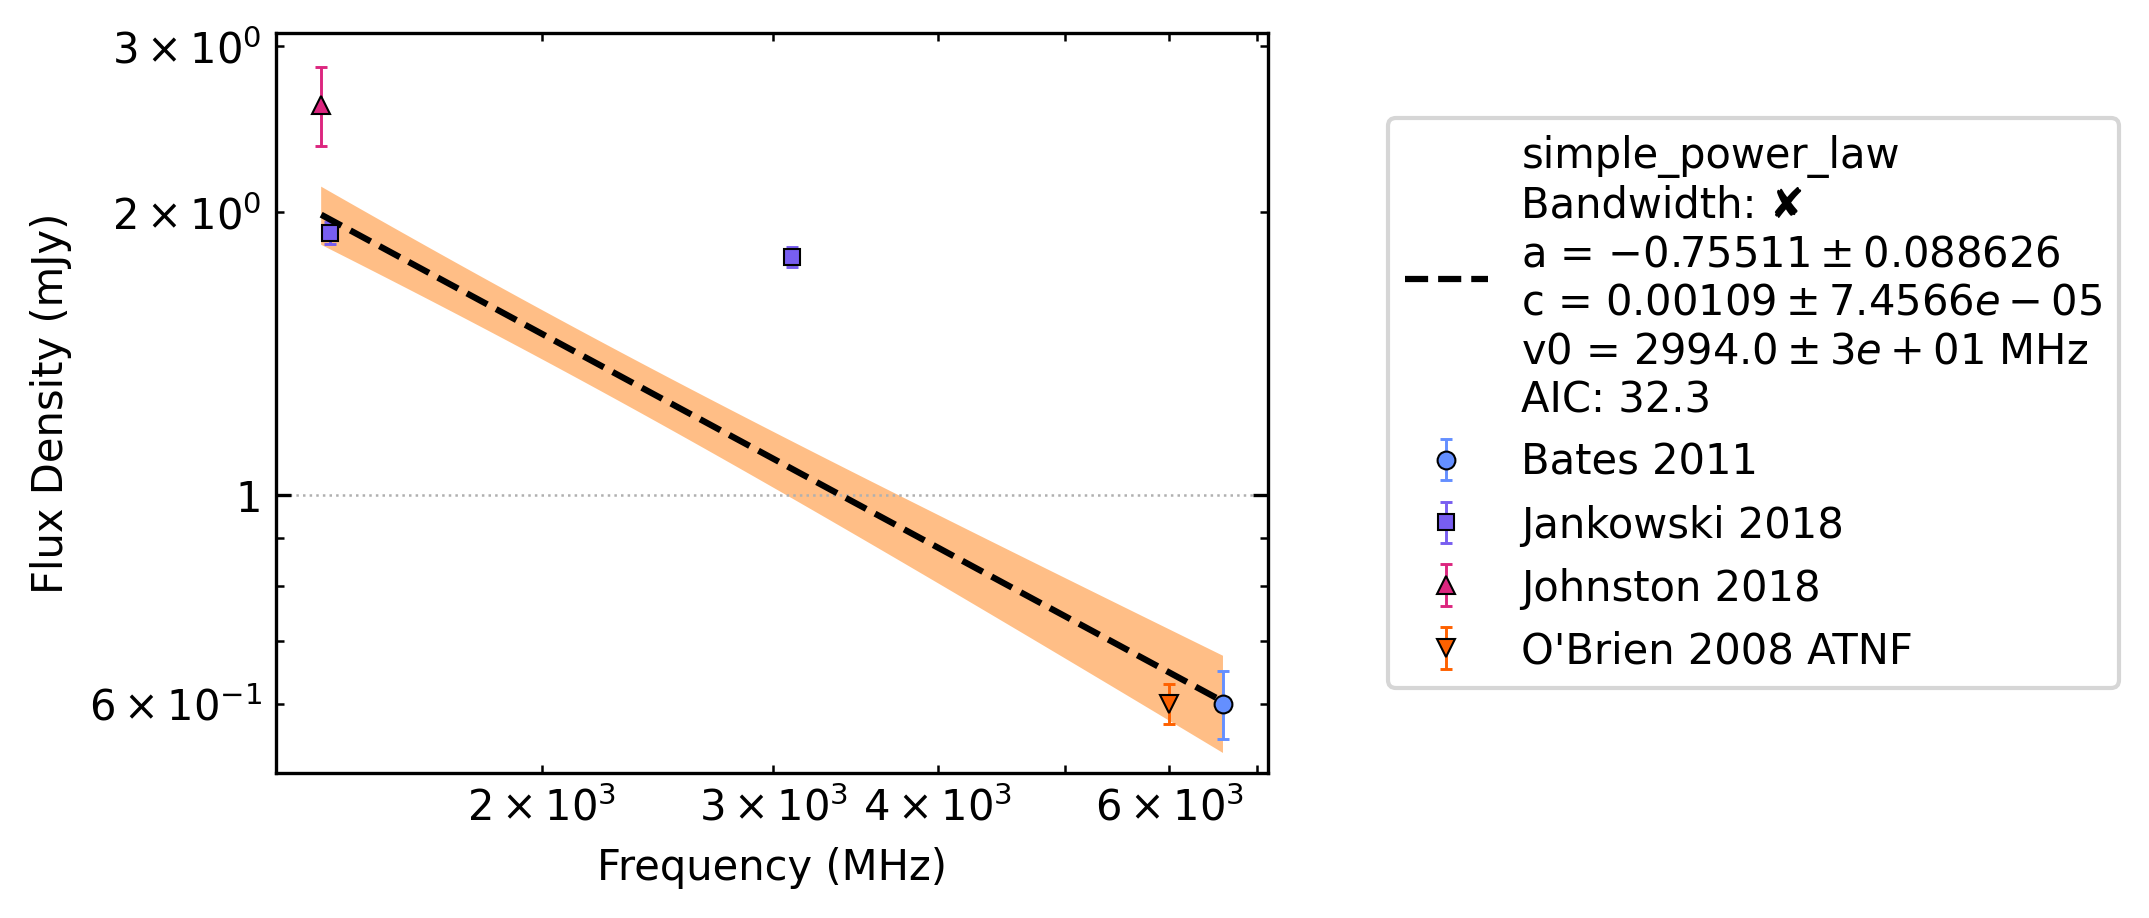 3 × 10⁰
2 × 10⁰
1
6 × 10⁻¹
Flux Density (mJy)
2 × 10³
3 × 10³
4 × 10³
6 × 10³
Frequency (MHz)
simple_power_law
Bandwidth: ✘
a = −0.75511 ± 0.088626
c = 0.00109 ± 7.4566e − 05
v0 = 2994.0 ± 3e + 01 MHz
AIC: 32.3
Bates 2011
Jankowski 2018
Johnston 2018
O'Brien 2008 ATNF